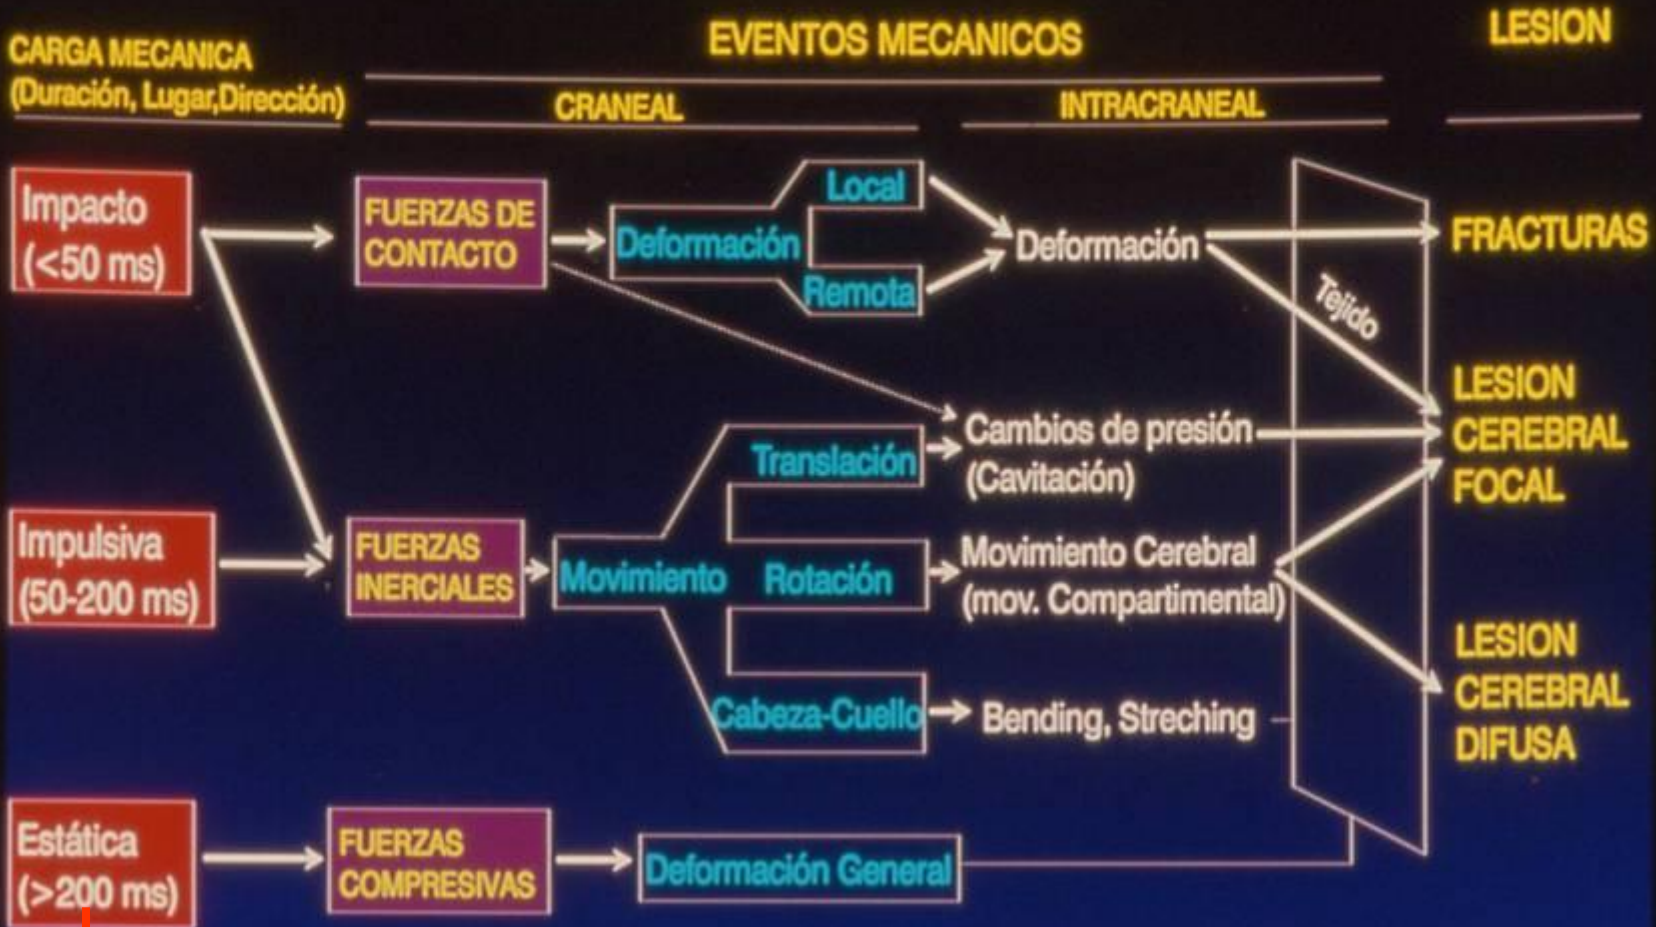 CARGA MECANICA
(Duración, Lugar,Dirección)
EVENTOS MECANICOS
CRANEAL
INTRACRANEAL
LESION
Impacto
(<50 ms)
FUERZAS DE
CONTACTO
Deformación
Local
Remota
Deformación
Tejido
FRACTURAS
LESION
CEREBRAL
FOCAL
Translación
Cambios de presión
(Cavitación)
Impulsiva
(50-200 ms)
FUERZAS
INERCIALES
Movimiento
Rotación
Movimiento Cerebral
(mov. Compartimental)
Cabeza-Cuello
Bending, Streching
LESION
CEREBRAL
DIFUSA
Estática
(>200 ms)
FUERZAS
COMPRESIVAS
Deformación General